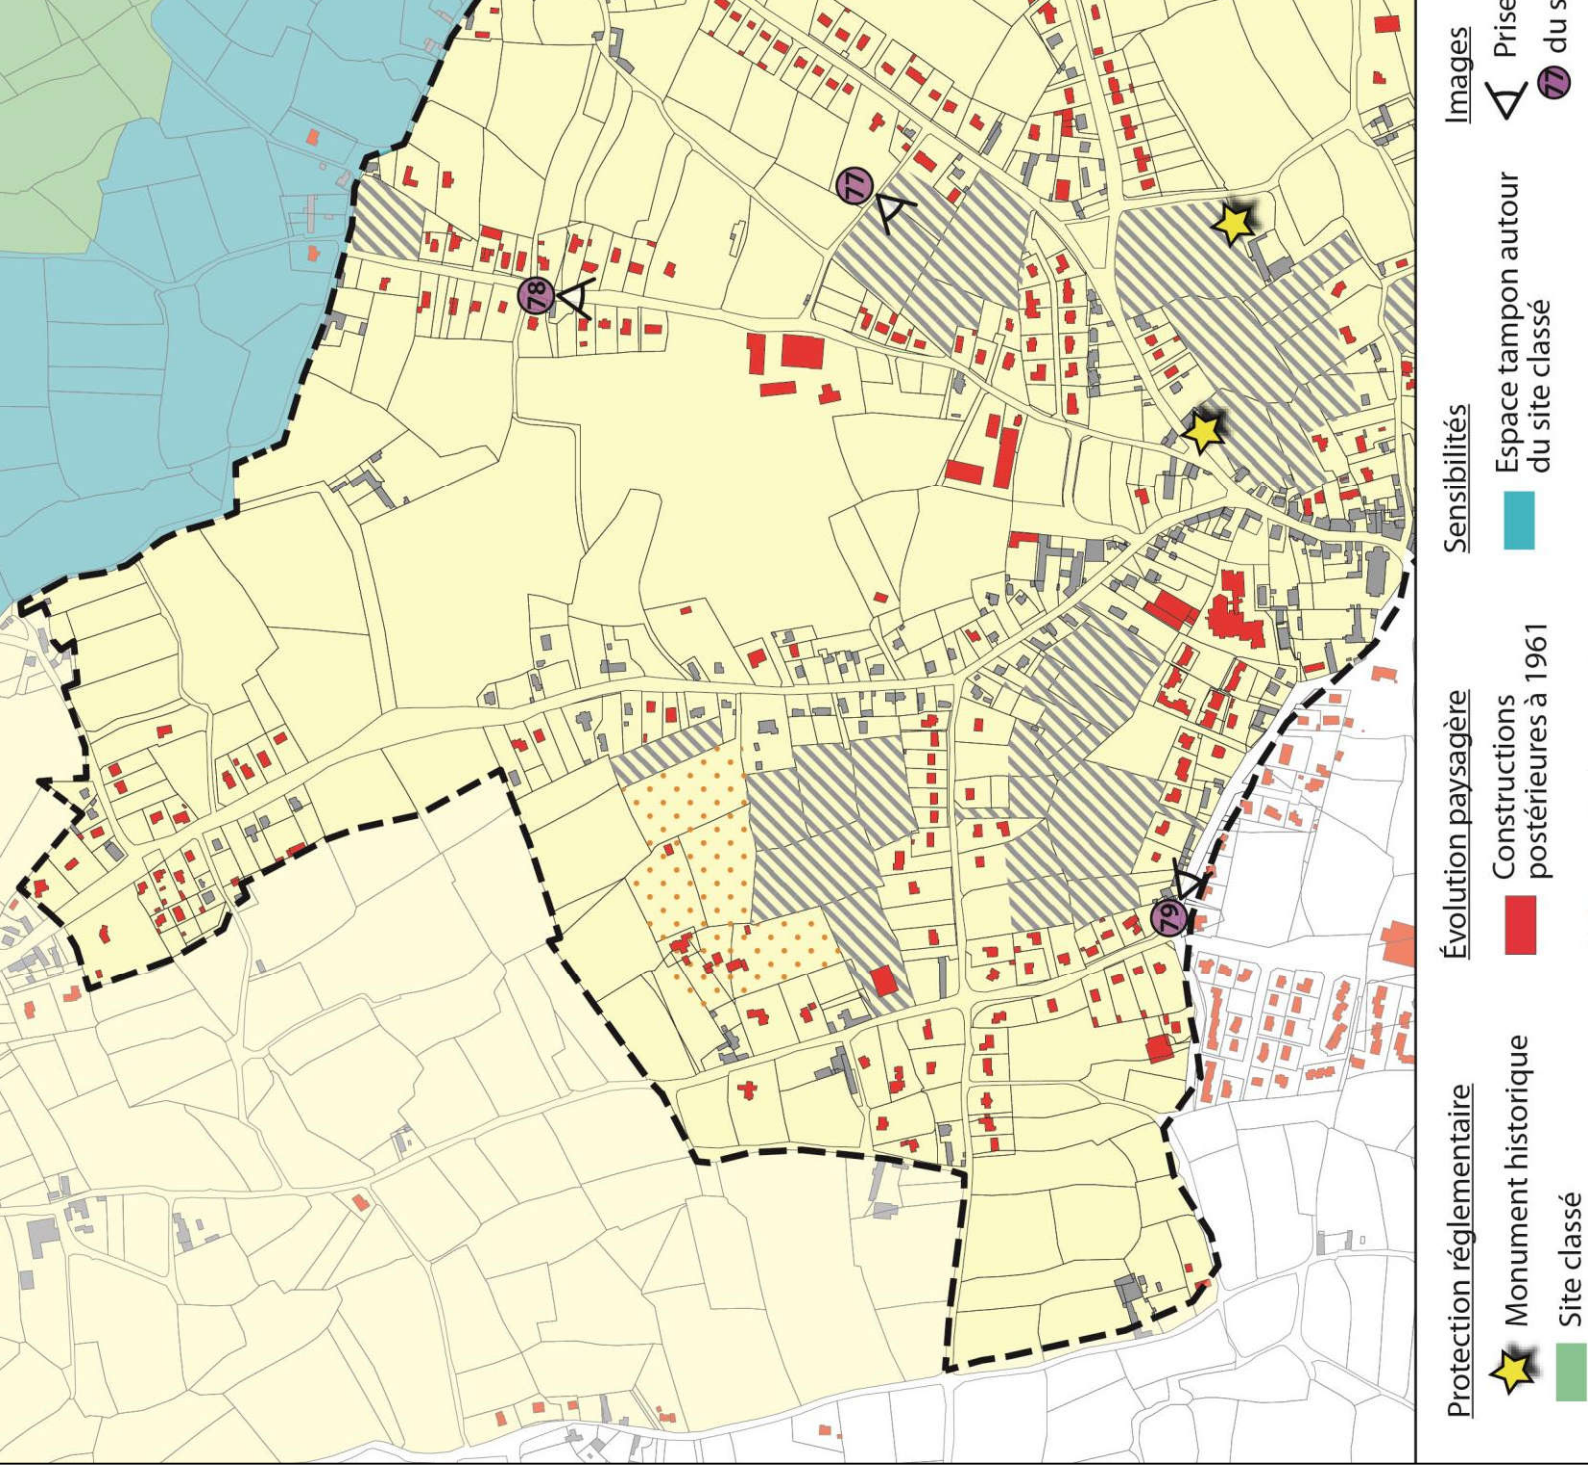 77
78
79
Protection réglementaire
Monument historique
Site classé
Évolution paysagère
Constructions
postérieures à 1961
Sensibilités
Espace tampon autour
du site classé
Images
Prise
77
du s